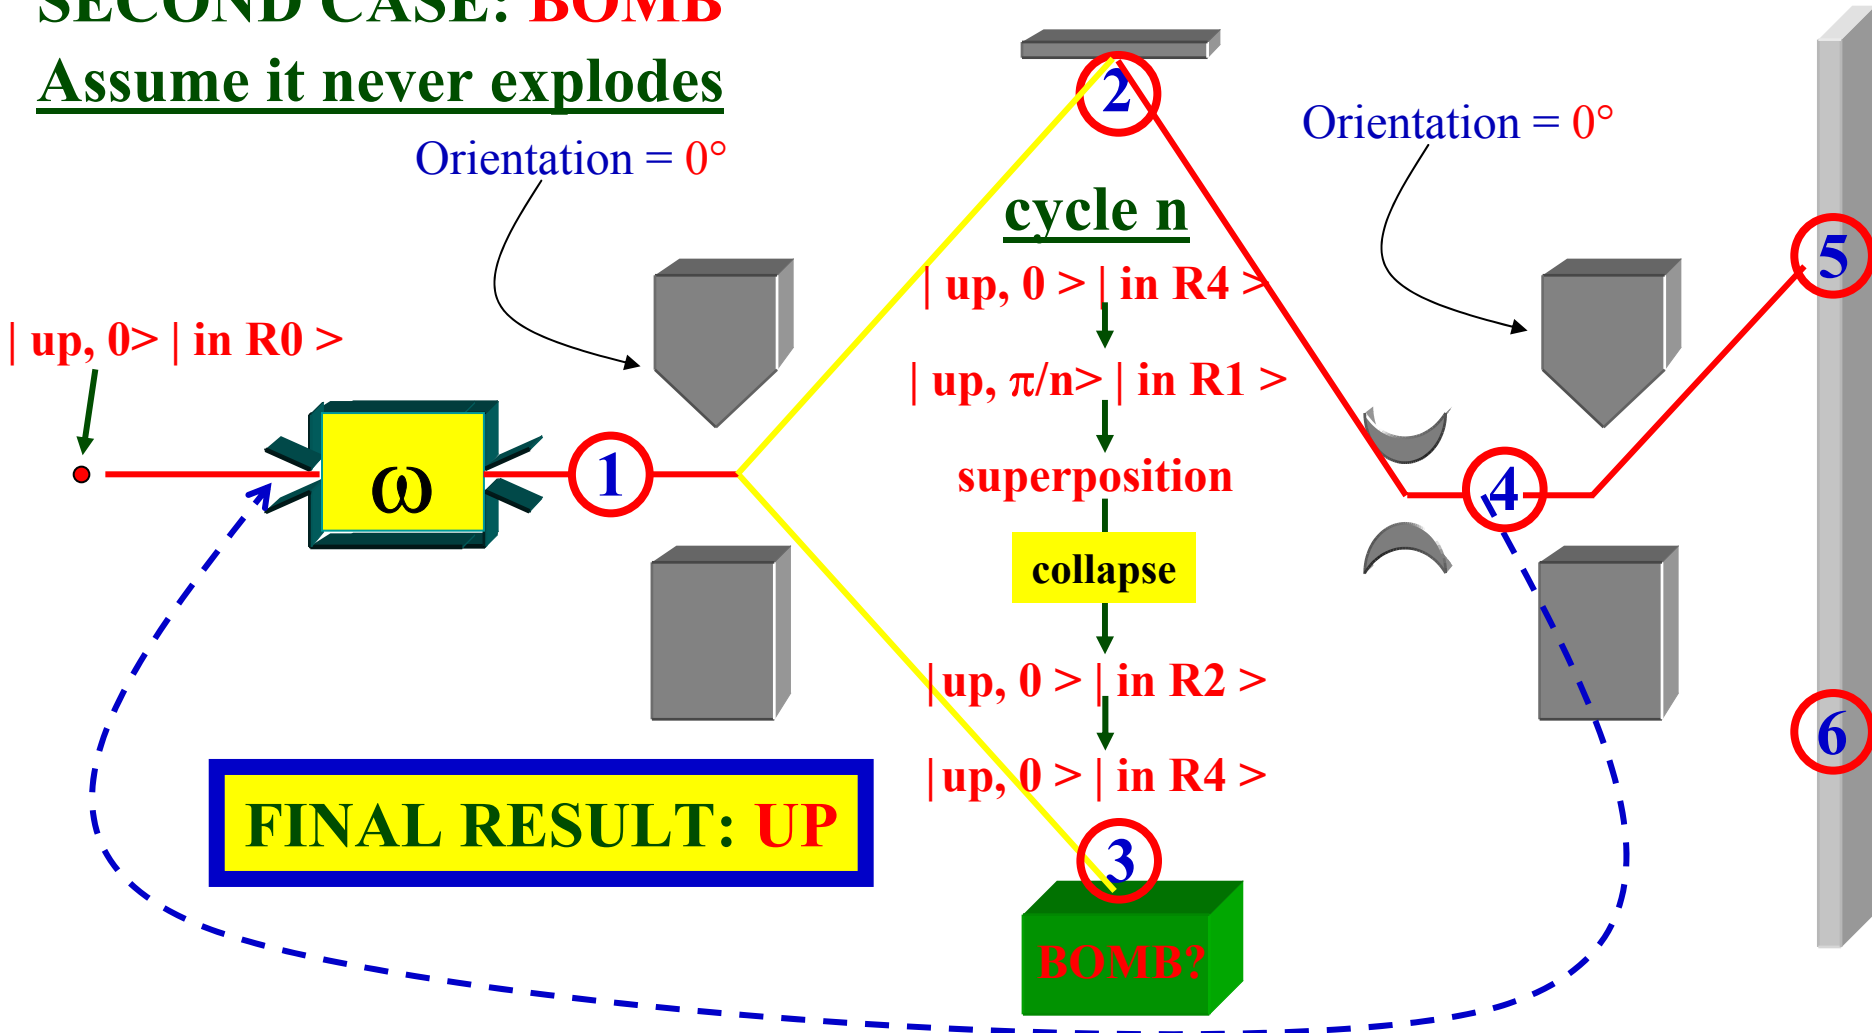 SECOND CASE: BOMB
Assume it never explodes
Orientation = 0°
Orientation = 0°
2
cycle n
5
| up, 0 > | in R4 >
| up, 0> | in R0 >
| up, π/n> | in R1 >
ω
1
superposition
4
collapse
| up, 0 > | in R2 >
6
| up, 0 > | in R4 >
FINAL RESULT: UP
3
BOMB?